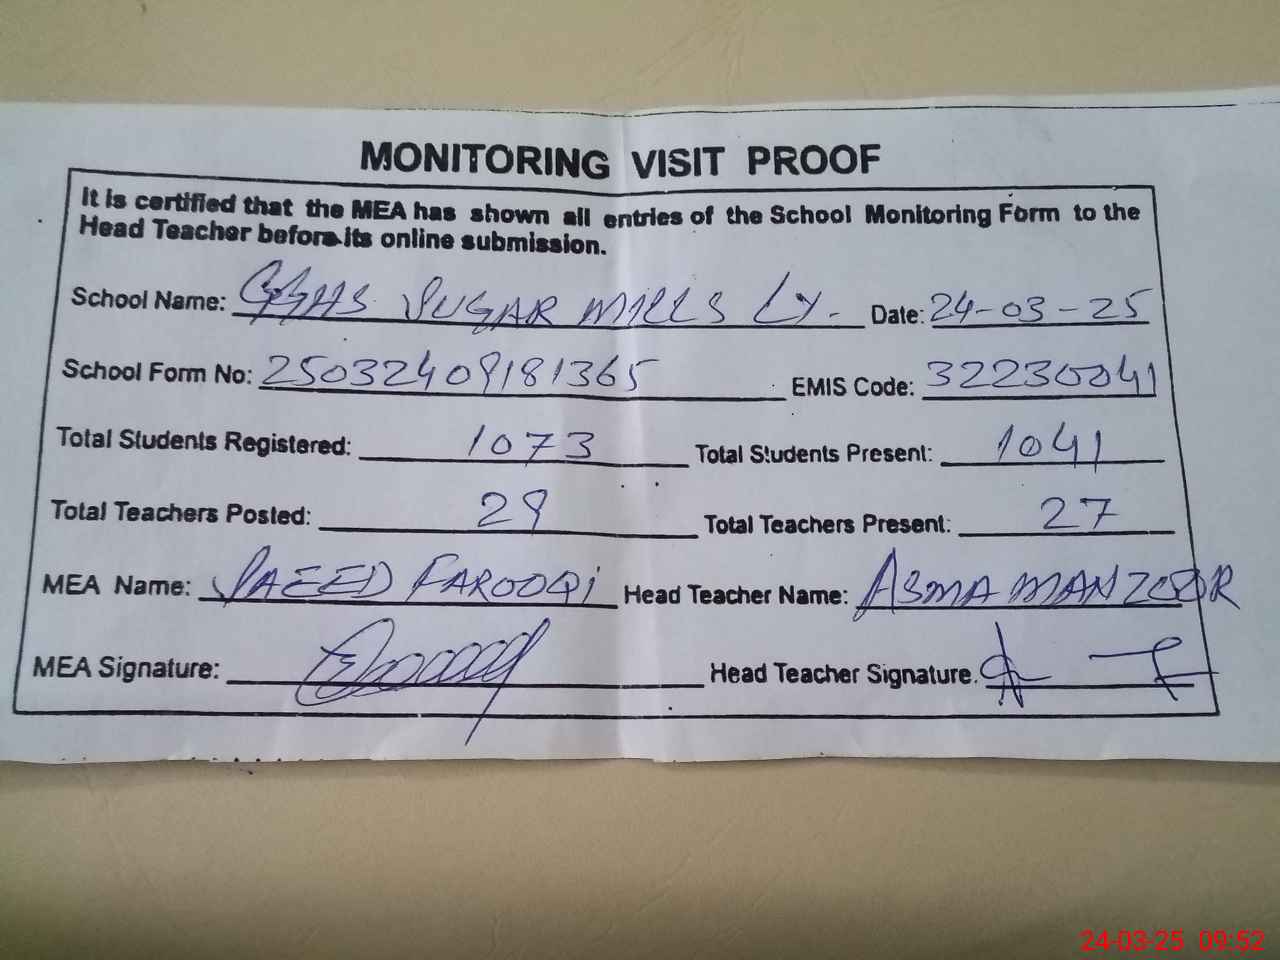 MONITORING VISIT PROOF
It is certified that the MEA has shown all entries of the School Monitoring Form to the
Head Teacher before its online submission.
School Name: GGHS SUGAR MILLS Ly. Date: 24-03-25
School Form No: 25032409181365 EMIS Code: 32230041
Total Students Registered: 1073 Total Students Present: 1041
Total Teachers Posted: 29 Total Teachers Present: 27
MEA Name: SAEED FAROOQi Head Teacher Name: ASMA MANZOOR
MEA Signature: Head Teacher Signature.
24-03-25 09:52